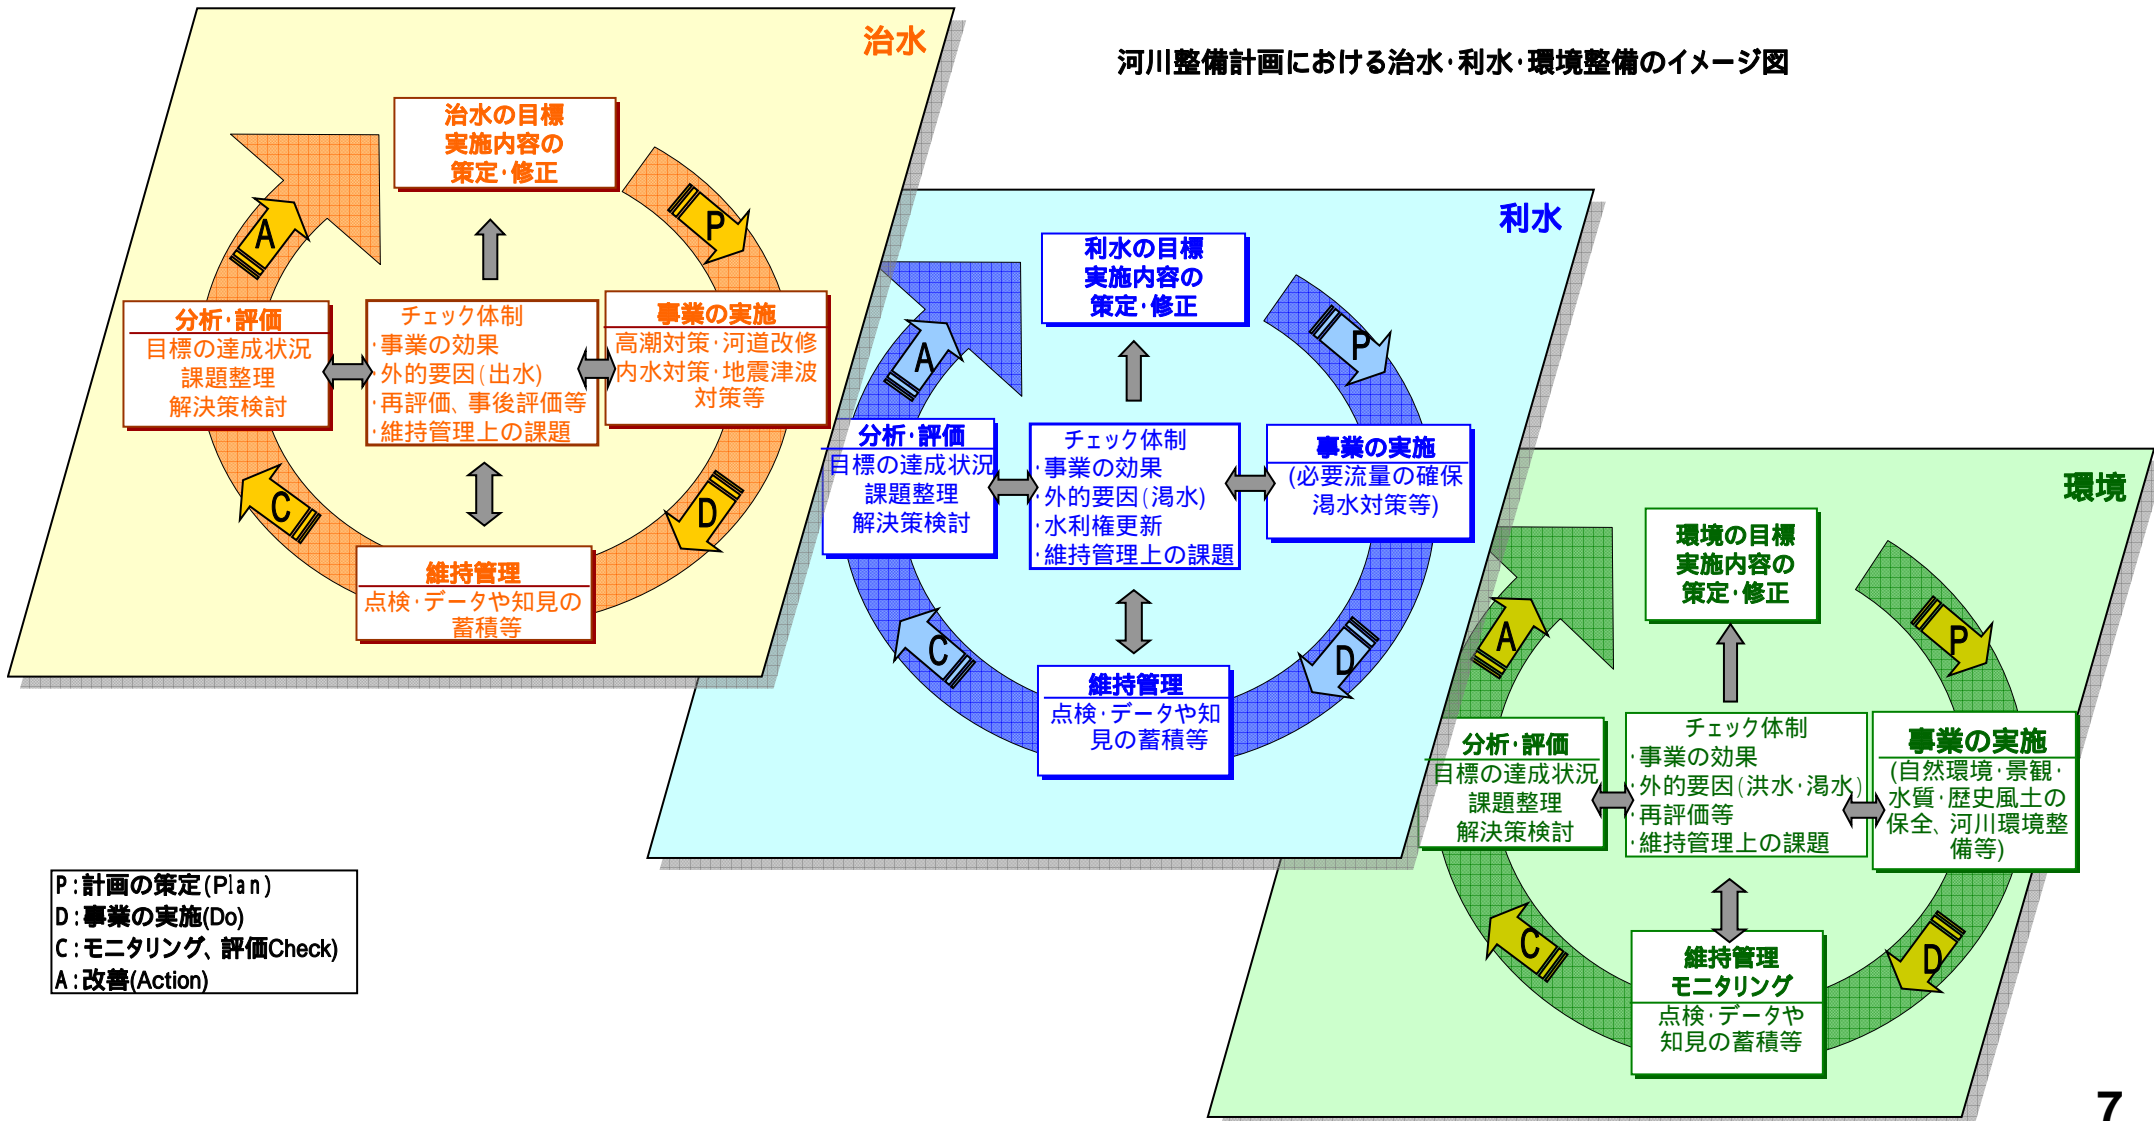 河川整備計画における治水･利水･環境整備のイメージ図
治水
治水の目標
実施内容の
策定･修正
P
A
分析･評価
目標の達成状況
課題整理
解決策検討
チェック体制
･事業の効果
･外的要因(出水)
･再評価、事後評価等
･維持管理上の課題
事業の実施
高潮対策･河道改修
内水対策･地震津波
対策等
C
D
維持管理
点検･データや知見の
蓄積等
利水
利水の目標
実施内容の
策定･修正
P
A
分析･評価
目標の達成状況
課題整理
解決策検討
チェック体制
･事業の効果
･外的要因(渇水)
･水利権更新
･維持管理上の課題
事業の実施
(必要流量の確保
渇水対策等)
C
D
維持管理
点検･データや知
見の蓄積等
環境
環境の目標
実施内容の
策定･修正
P
A
分析･評価
目標の達成状況
課題整理
解決策検討
チェック体制
･事業の効果
･外的要因(洪水･渇水)
･再評価等
･維持管理上の課題
事業の実施
(自然環境･景観･
水質･歴史風土の
保全、河川環境整
備等)
C
D
維持管理
モニタリング
点検･データや
知見の蓄積等
P:計画の策定(Plan)
D:事業の実施(Do)
C:モニタリング、評価Check)
A:改善(Action)
7